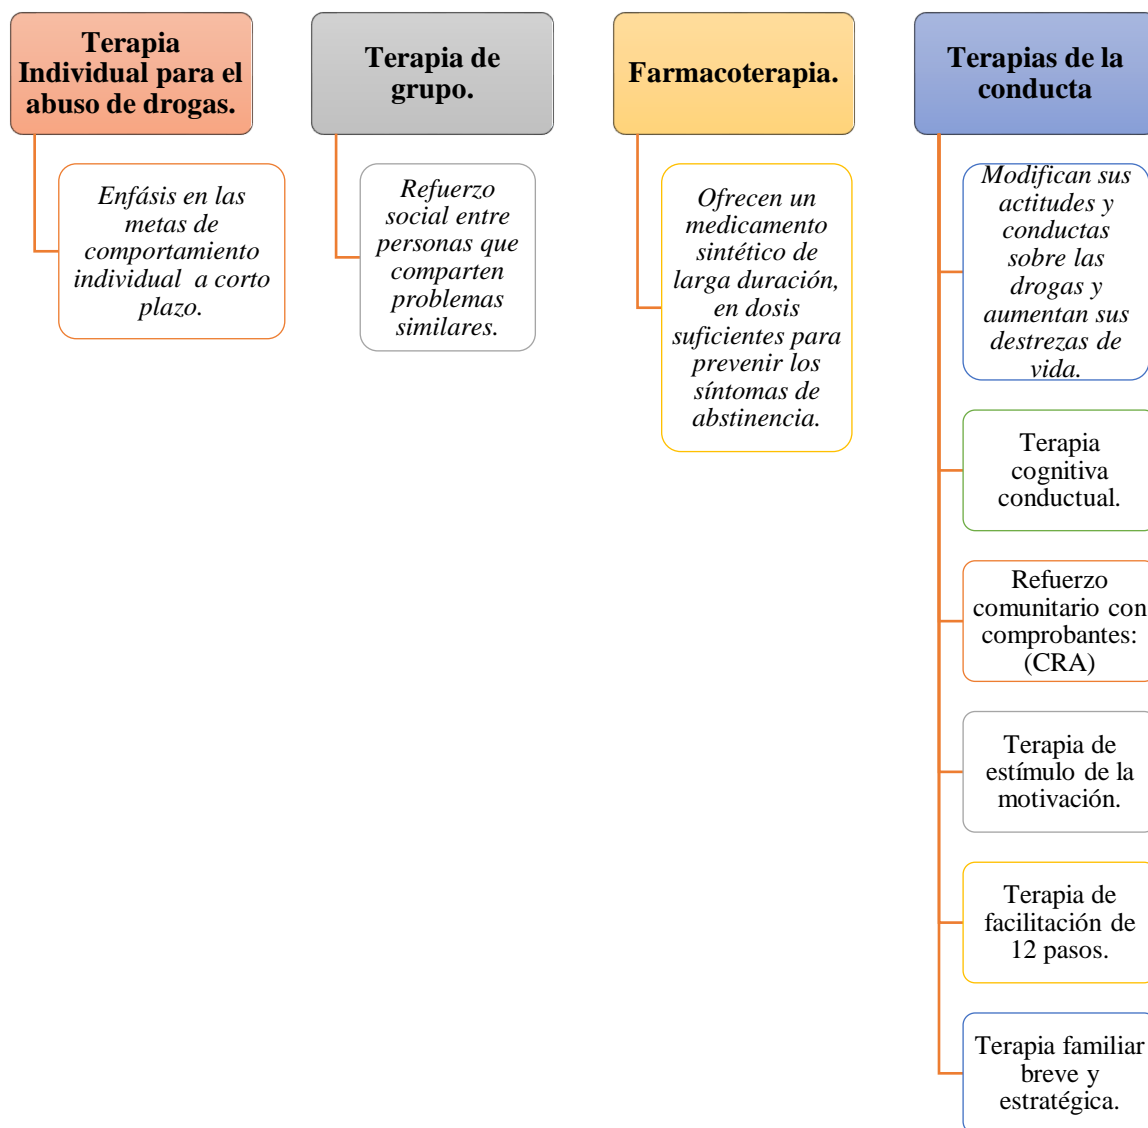 Terapia
Individual para el
abuso de drogas.
Enfásis en las
metas de
comportamiento
individual a corto
plazo.
Terapia de
grupo.
Refuerzo
social entre
personas que
comparten
problemas
similares.
Farmacoterapia.
Ofrecen un
medicamento
sintético de
larga duración,
en dosis
suficientes para
prevenir los
síntomas de
abstinencia.
Terapias de la
conducta
Modifican sus
actitudes y
conductas
sobre las
drogas y
aumentan sus
destrezas de
vida.
Terapia
cognitiva
conductual.
Refuerzo
comunitario con
comprobantes:
(CRA)
Terapia de
estímulo de la
motivación.
Terapia de
facilitación de
12 pasos.
Terapia familiar
breve y
estratégica.